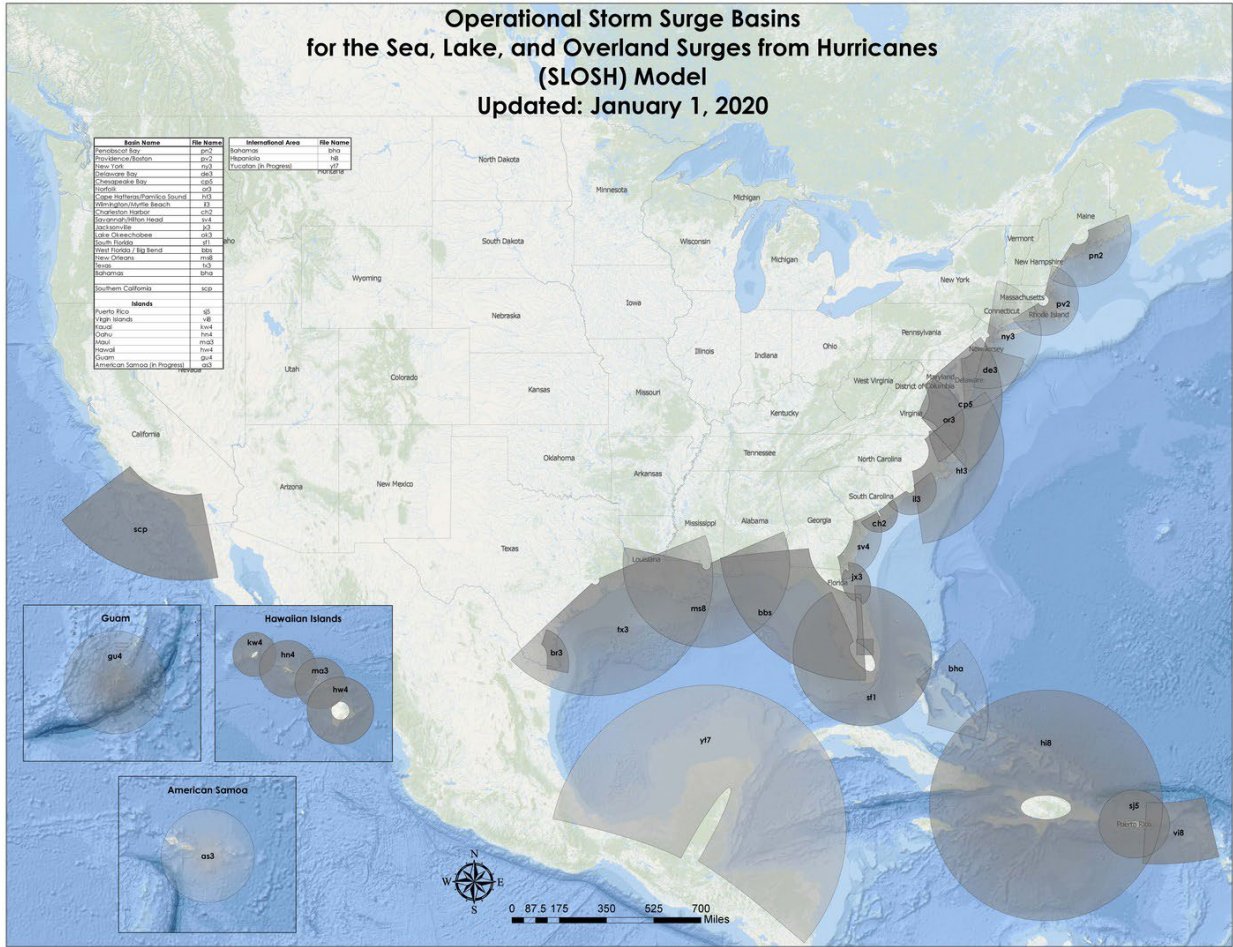 Operational Storm Surge Basins
for the Sea, Lake, and Overland Surges from Hurricanes
(SLOSH) Model
Updated: January 1, 2020
Basin Name File Name
Penobscot Bay pn2
Providence/Boston pv2
New York ny3
Delaware Bay de3
Chesapeake Bay cp5
Norfolk or3
Cape Hatteras/Pamlico Sound ht3
Wilmington/Myrtle Beach il3
Charleston Harbor ch2
Savannah/Hilton Head sv4
Jacksonville jx3
Lake Okeechobee ok3
South Florida sf1
West Florida / Big Bend bbs
New Orleans ms8
Texas tx3
Bahamas bha
Southern California scp
Islands
Puerto Rico sj5
Virgin Islands vi8
Kauai kw4
Oahu hn4
Maui ma3
Hawaii hw4
Guam gu4
American Samoa (In Progress) as3
International Area File Name
Bahamas bha
Hispaniola hi8
Yucatan (In Progress) yt7
Montana
North Dakota
Minnesota
Michigan
Maine
Vermont
pn2
New Hampshire
South Dakota
Wisconsin
Michigan
aho
Wyoming
New York
Massachusetts
pv2
Connecticut
Rhode Island
Iowa
Nebraska
ny3
Pennsylvania
New Jersey
Nevada
Utah
Colorado
Illinois
Indiana
Ohio
de3
Maryland
Delaware
District of Columbia
West Virginia
Kansas
Missouri
cp5
Virginia
or3
Kentucky
California
Tennessee
North Carolina
Oklahoma
Arkansas
ht3
Arizona
New Mexico
South Carolina
il3
scp
Mississippi
Alabama
Georgia
ch2
Texas
Louisiana
sv4
Florida
jx3
ms8
bbs
tx3
br3
bha
sf1
yt7
hi8
sj5
Puerto Rico
vi8
Guam
gu4
Hawaiian Islands
kw4
hn4
ma3
hw4
American Samoa
as3
N
W E
S
0 87.5 175 350 525 700
Miles